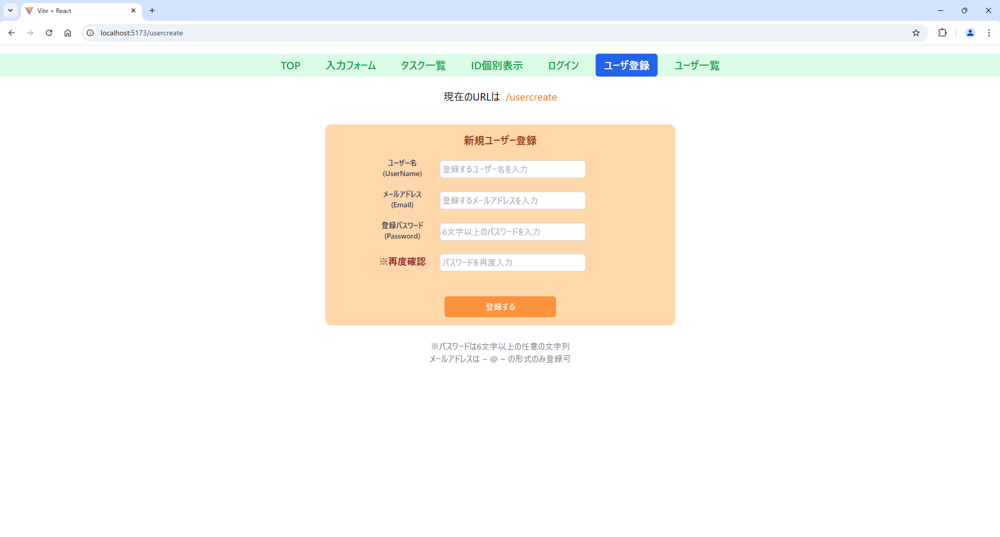 Vite + React
localhost:5173/usercreate
TOP 入力フォーム タスク一覧 ID個別表示 ログイン ユーザ登録 ユーザ一覧
現在のURLは /usercreate
新規ユーザー登録
ユーザー名
(UserName)
登録するユーザー名を入力
メールアドレス
(Email)
登録するメールアドレスを入力
登録パスワード
(Password)
6文字以上のパスワードを入力
※再度確認
パスワードを再度入力
登録する
※パスワードは6文字以上の任意の文字列
メールアドレスは ~ @ ~ の形式のみ登録可